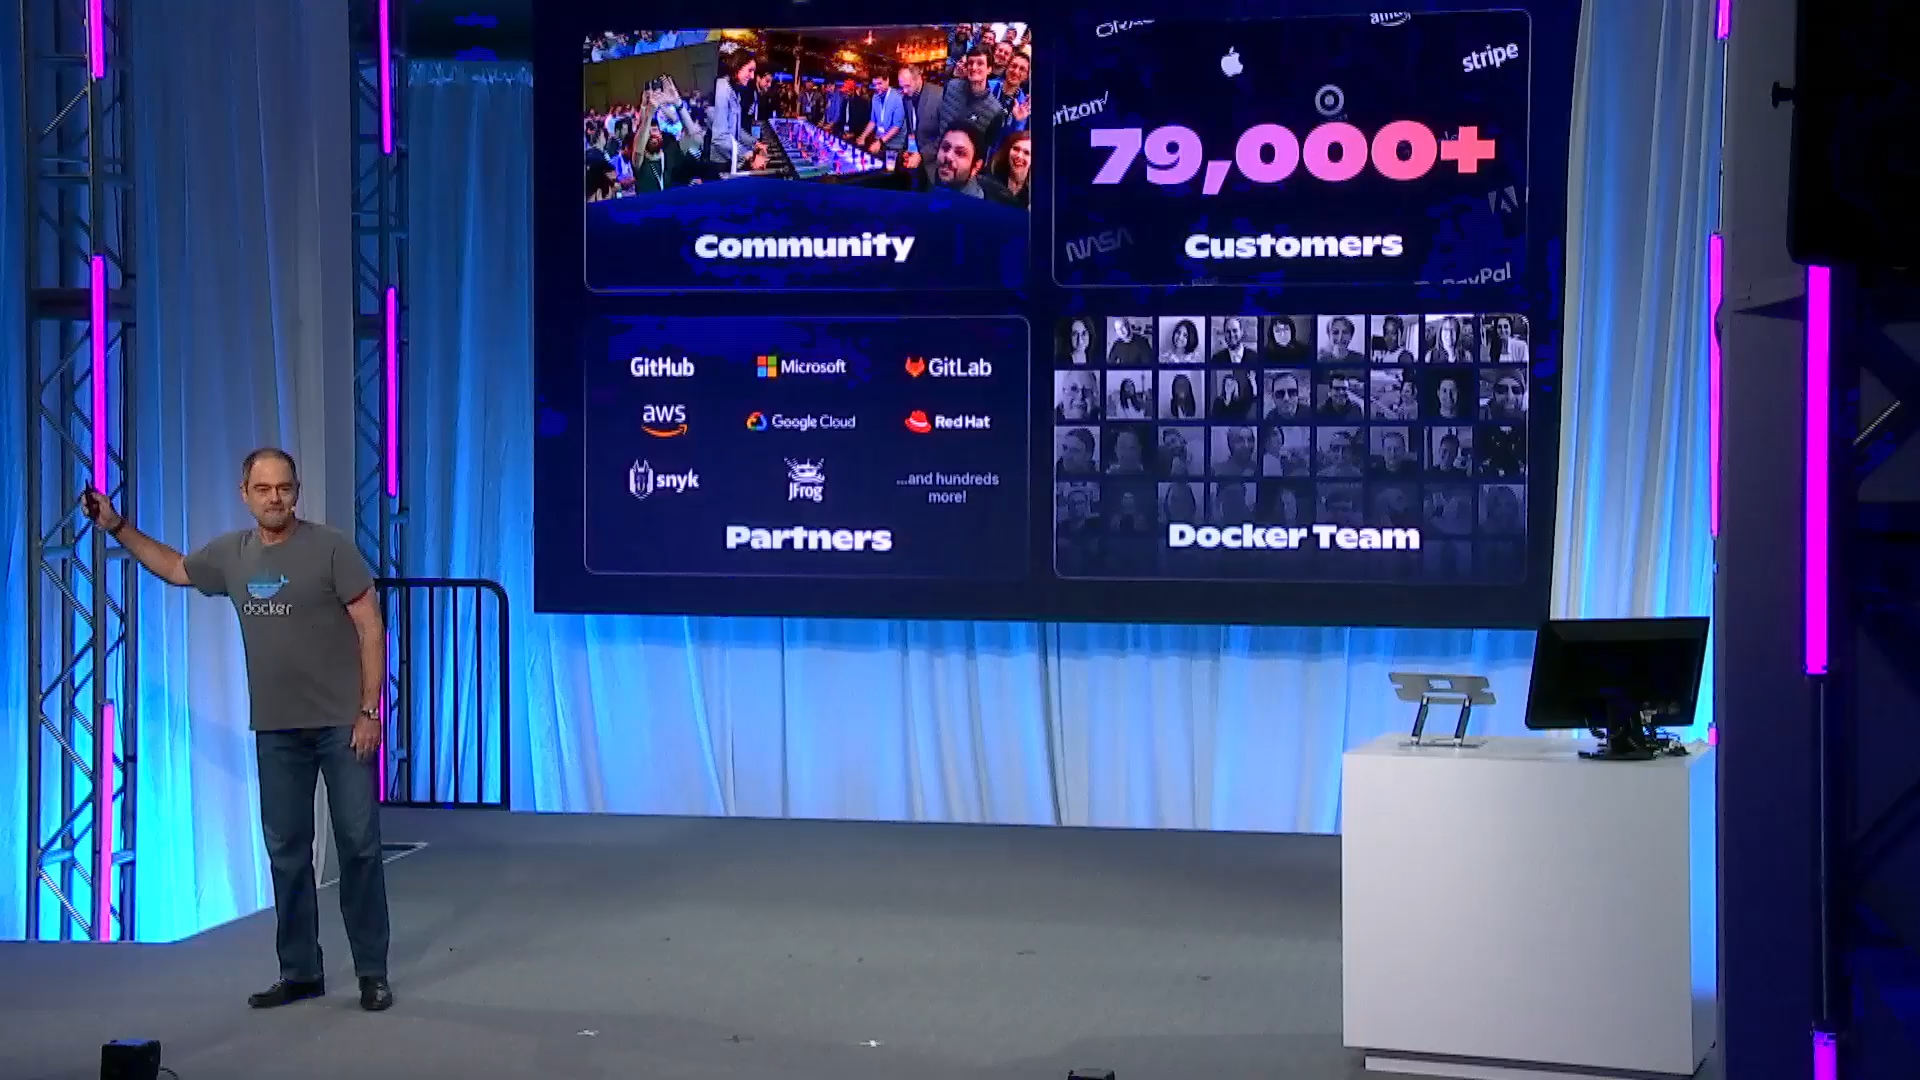 stripe
79,000+
NASA
Community
Customers
GitHub
Microsoft
GitLab
aws
Google Cloud
Red Hat
snyk
JFrog
...and hundreds
more!
Partners
Docker Team
docker